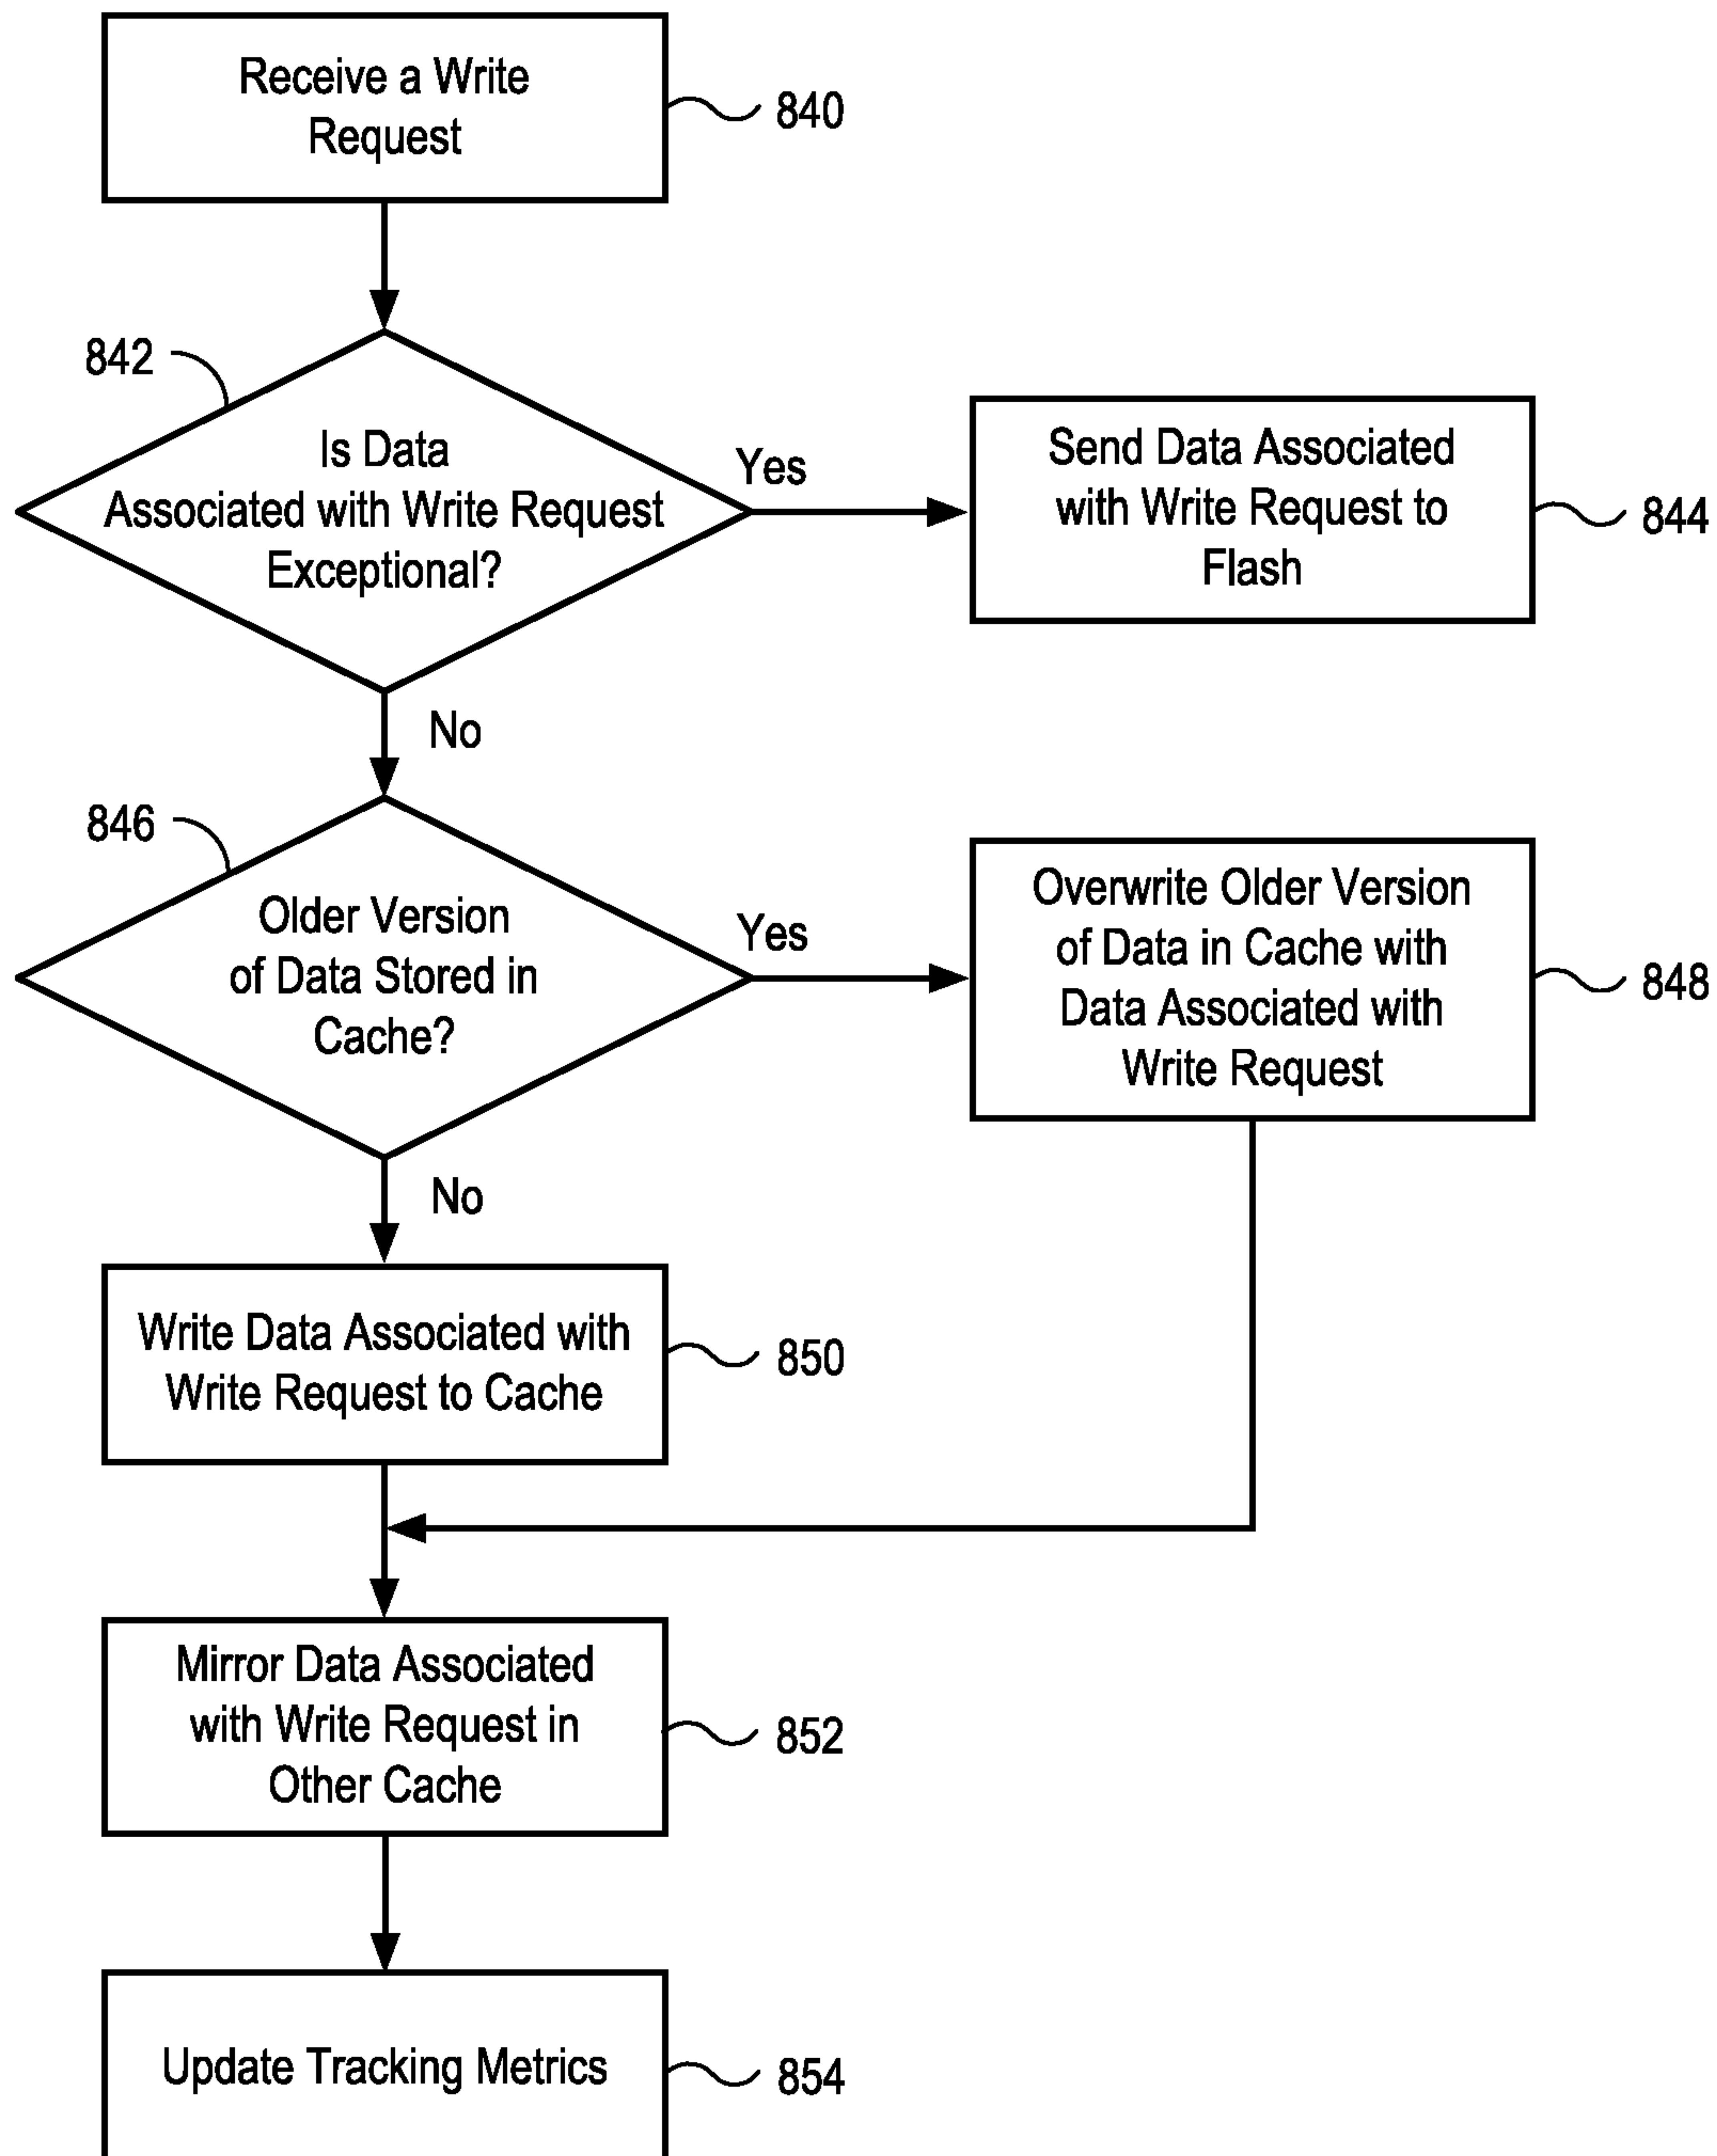 Receive a Write
Request
840
842
Is Data
Associated with Write Request
Exceptional?
Yes
Send Data Associated
with Write Request to
Flash
844
No
846
Older Version
of Data Stored in
Cache?
Yes
Overwrite Older Version
of Data in Cache with
Data Associated with
Write Request
848
No
Write Data Associated with
Write Request to Cache
850
Mirror Data Associated
with Write Request in
Other Cache
852
Update Tracking Metrics
854